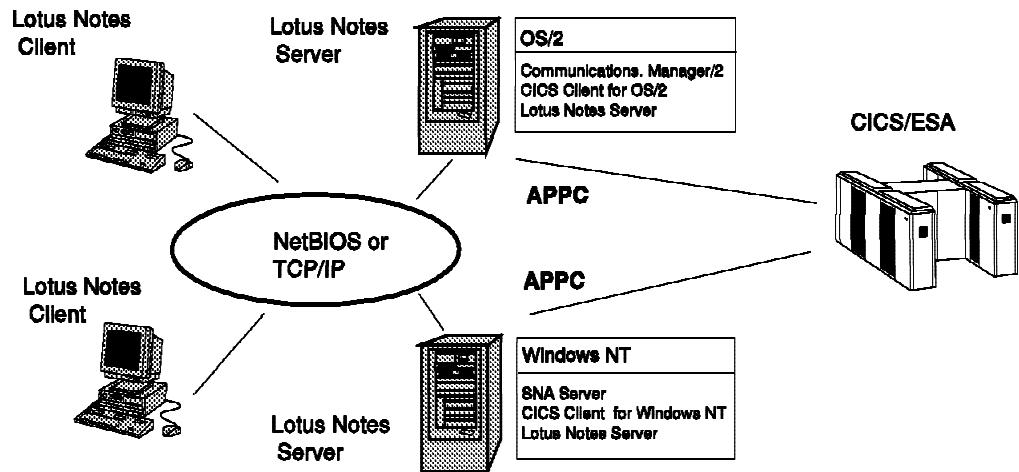 Lotus Notes
Client
Lotus Notes
Server
OS/2
Communications. Manager/2
CICS Client for OS/2
Lotus Notes Server
CICS/ESA
APPC
NetBIOS or
TCP/IP
APPC
Lotus Notes
Client
Windows NT
SNA Server
CICS Client for Windows NT
Lotus Notes Server
Lotus Notes
Server